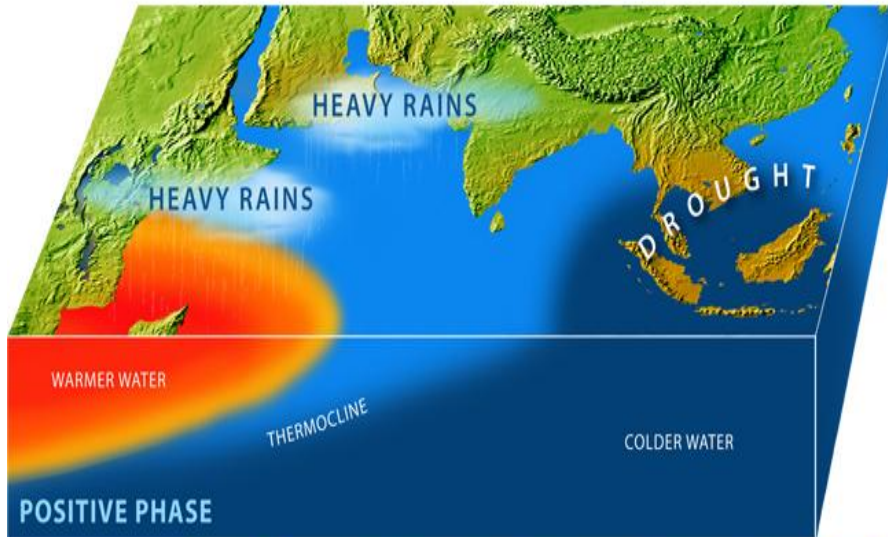 HEAVY RAINS
HEAVY RAINS
DROUGHT
WARMER WATER
THERMOCLINE
COLDER WATER
POSITIVE PHASE